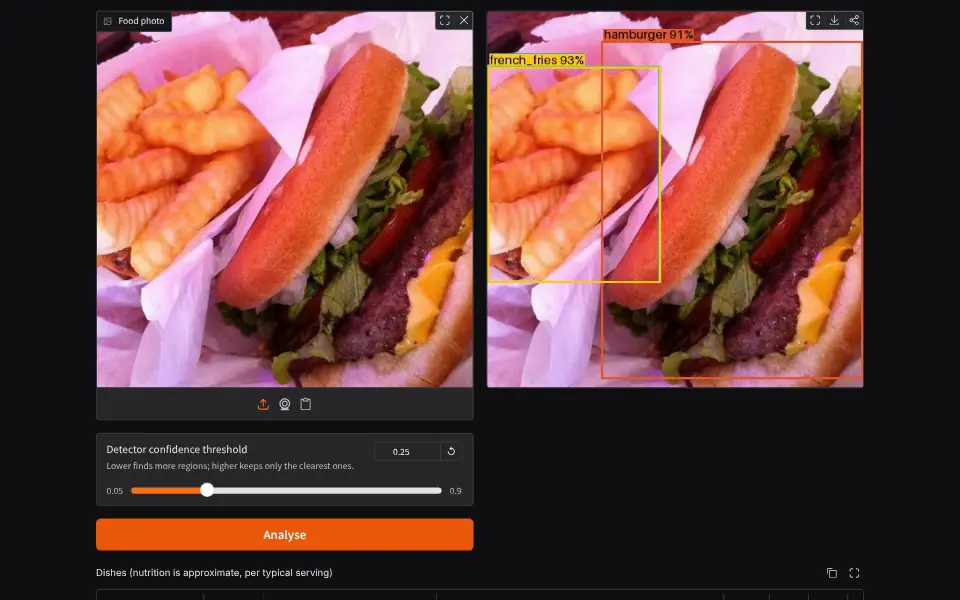 Food photo
hamburger 91%
french_fries 93%
Detector confidence threshold
0.25
Lower finds more regions; higher keeps only the clearest ones.
0.05
0.9
Analyse
Dishes (nutrition is approximate, per typical serving)